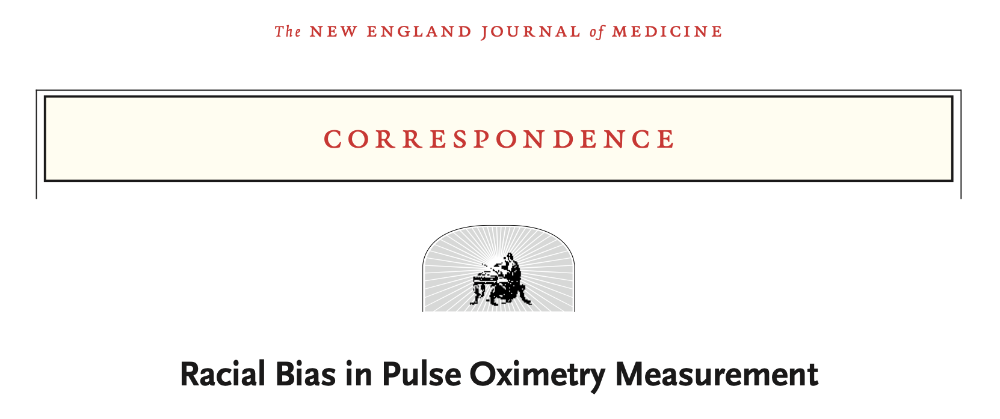 The NEW ENGLAND JOURNAL of MEDICINE
CORRESPONDENCE
Racial Bias in Pulse Oximetry Measurement